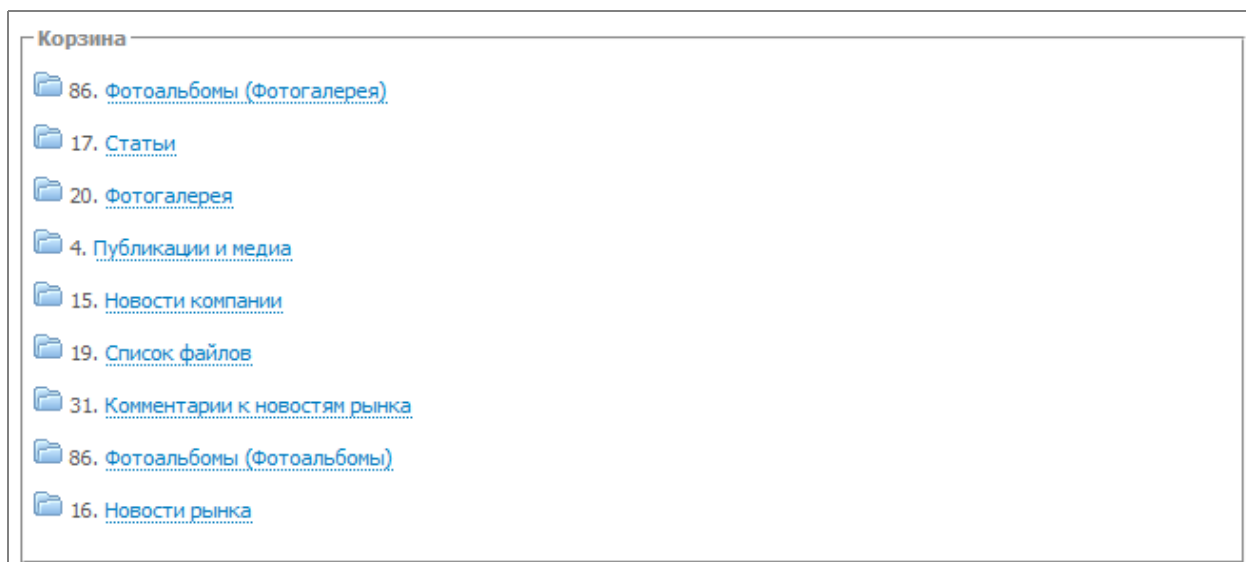 Корзина
86. Фотоальбомы (Фотогалерея)
17. Статьи
20. Фотогалерея
4. Публикации и медиа
15. Новости компании
19. Список файлов
31. Комментарии к новостям рынка
86. Фотоальбомы (Фотоальбомы)
16. Новости рынка